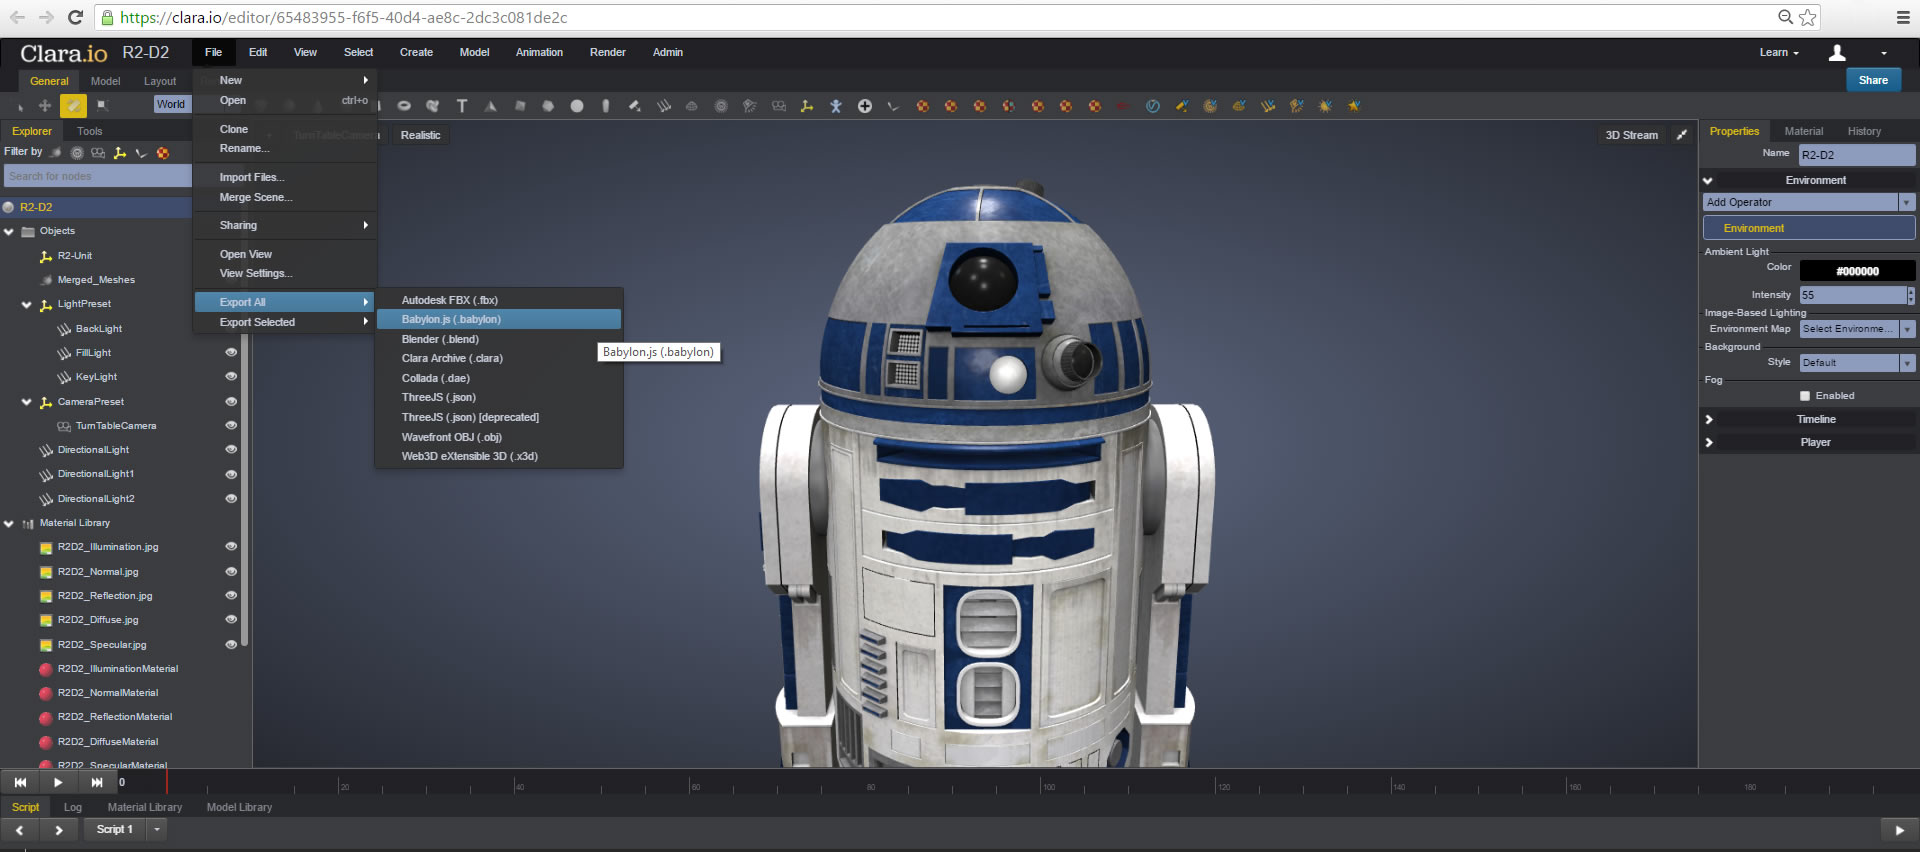 https://clara.io/editor/65483955-f6f5-40d4-ae8c-2dc3c081de2c
Clara.io R2-D2 File Edit View Select Create Model Animation Render Admin Learn
General Model Layout Share
World
New
Open ctrl+o
Clone
Rename...
Import Files...
Merge Scene...
Sharing
Open View
View Settings...
Export All
Export Selected
Autodesk FBX (.fbx)
Babylon.js (.babylon)
Blender (.blend)
Clara Archive (.clara)
Collada (.dae)
ThreeJS (.json)
ThreeJS (.json) [deprecated]
Wavefront OBJ (.obj)
Web3D eXtensible 3D (.x3d)
Babylon.js (.babylon)
Explorer Tools
Filter by
Search for nodes
R2-D2
Objects
R2-Unit
Merged_Meshes
LightPreset
BackLight
FillLight
KeyLight
CameraPreset
TurnTableCamera
DirectionalLight
DirectionalLight1
DirectionalLight2
Material Library
R2D2_Illumination.jpg
R2D2_Normal.jpg
R2D2_Reflection.jpg
R2D2_Diffuse.jpg
R2D2_Specular.jpg
R2D2_IlluminationMaterial
R2D2_NormalMaterial
R2D2_ReflectionMaterial
R2D2_DiffuseMaterial
R2D2_SpecularMaterial
TurnTableCamera Realistic 3D Stream
Properties Material History
Name R2-D2
Environment
Add Operator
Environment
Ambient Light
Color #000000
Intensity 55
Image-Based Lighting
Environment Map Select Environme...
Background
Style Default
Fog
Enabled
Timeline
Player
0 20 40 60 80 100 120 140 160 180
Script Log Material Library Model Library
Script 1